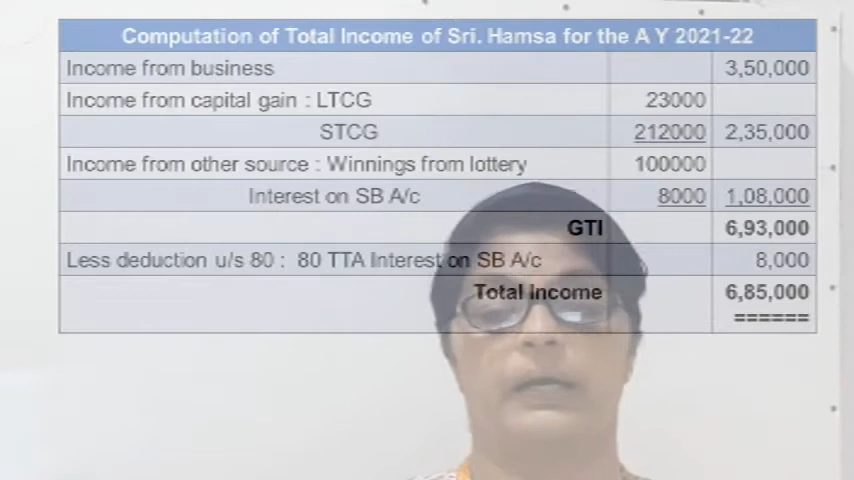 Computation of Total Income of Sri. Hamsa for the A Y 2021-22
Income from business 3,50,000
Income from capital gain : LTCG 23000
STCG 212000 2,35,000
Income from other source : Winnings from lottery 100000
Interest on SB A/c 8000 1,08,000
GTI 6,93,000
Less deduction u/s 80 : 80 TTA Interest on SB A/c 8,000
Total Income 6,85,000
======